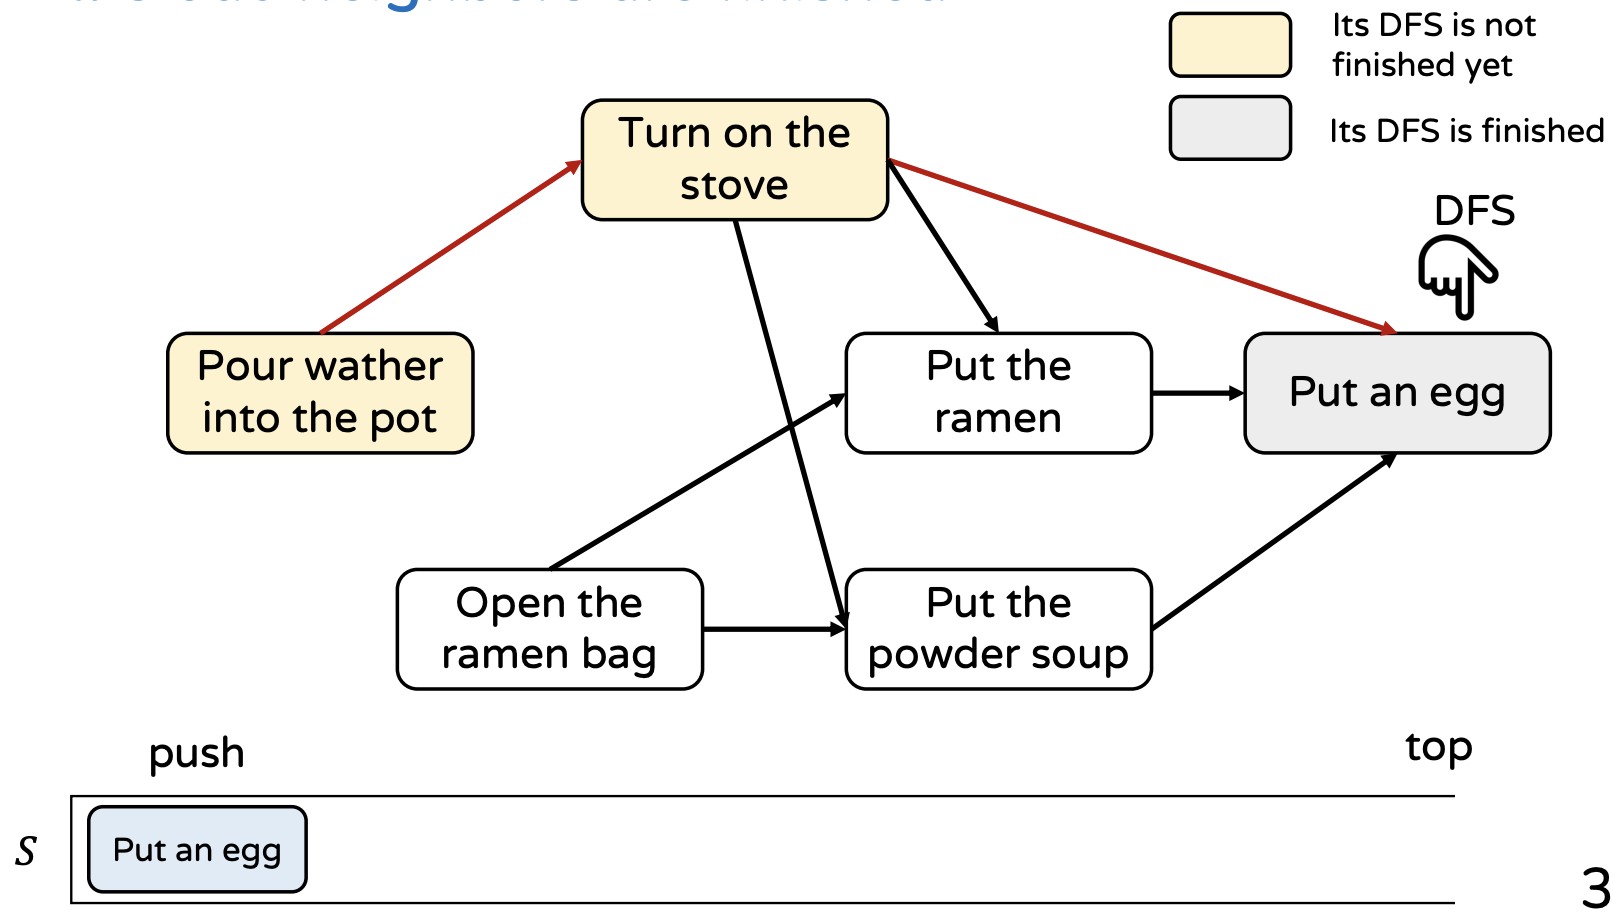 Its DFS is not
finished yet
Its DFS is finished
DFS
Turn on the
stove
Pour wather
into the pot
Put the
ramen
Put an egg
Open the
ramen bag
Put the
powder soup
push
top
S
Put an egg
3